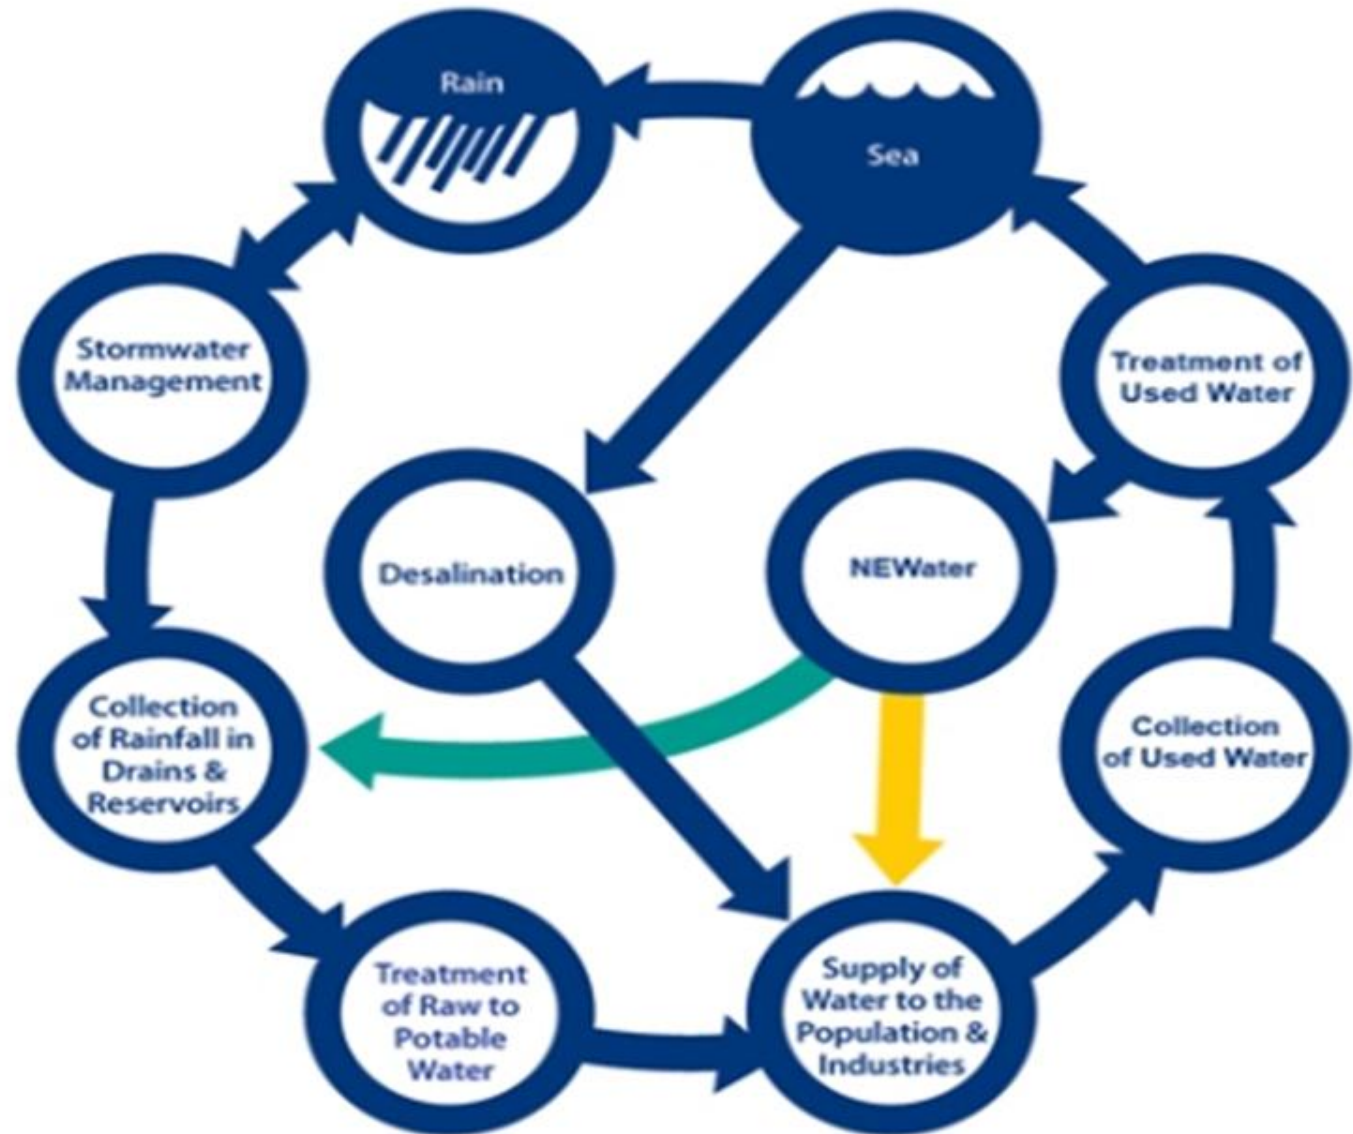 Rain
Sea
Stormwater
Management
Treatment of
Used Water
Desalination
NEWater
Collection
of Rainfall in
Drains &
Reservoirs
Collection
of Used Water
Treatment
of Raw to
Potable
Water
Supply of
Water to the
Population &
Industries